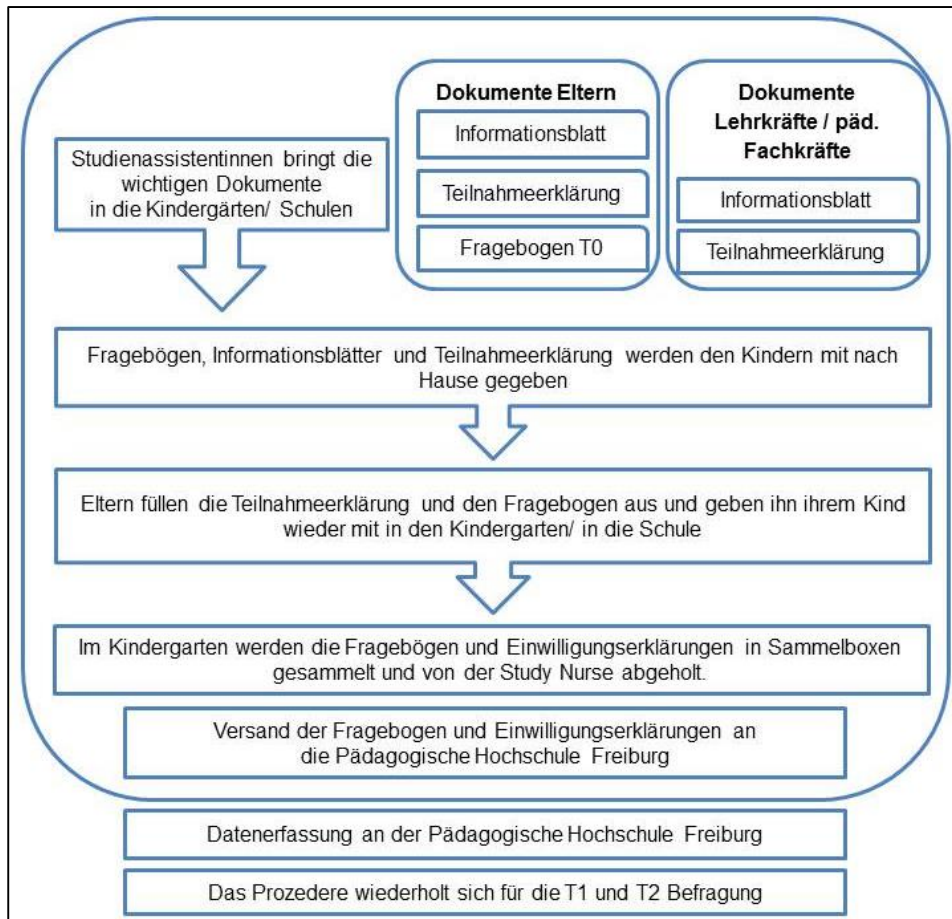 Dokumente Eltern
Informationsblatt
Teilnahmeerklärung
Fragebogen T0
Dokumente
Lehrkräfte / päd.
Fachkräfte
Informationsblatt
Teilnahmeerklärung
Studienassistentinnen bringt die
wichtigen Dokumente
in die Kindergärten/ Schulen
Fragebögen, Informationsblätter und Teilnahmeerklärung werden den Kindern mit nach
Hause gegeben
Eltern füllen die Teilnahmeerklärung und den Fragebogen aus und geben ihn ihrem Kind
wieder mit in den Kindergarten/ in die Schule
Im Kindergarten werden die Fragebögen und Einwilligungserklärungen in Sammelboxen
gesammelt und von der Study Nurse abgeholt.
Versand der Fragebogen und Einwilligungserklärungen an
die Pädagogische Hochschule Freiburg
Datenerfassung an der Pädagogische Hochschule Freiburg
Das Prozedere wiederholt sich für die T1 und T2 Befragung